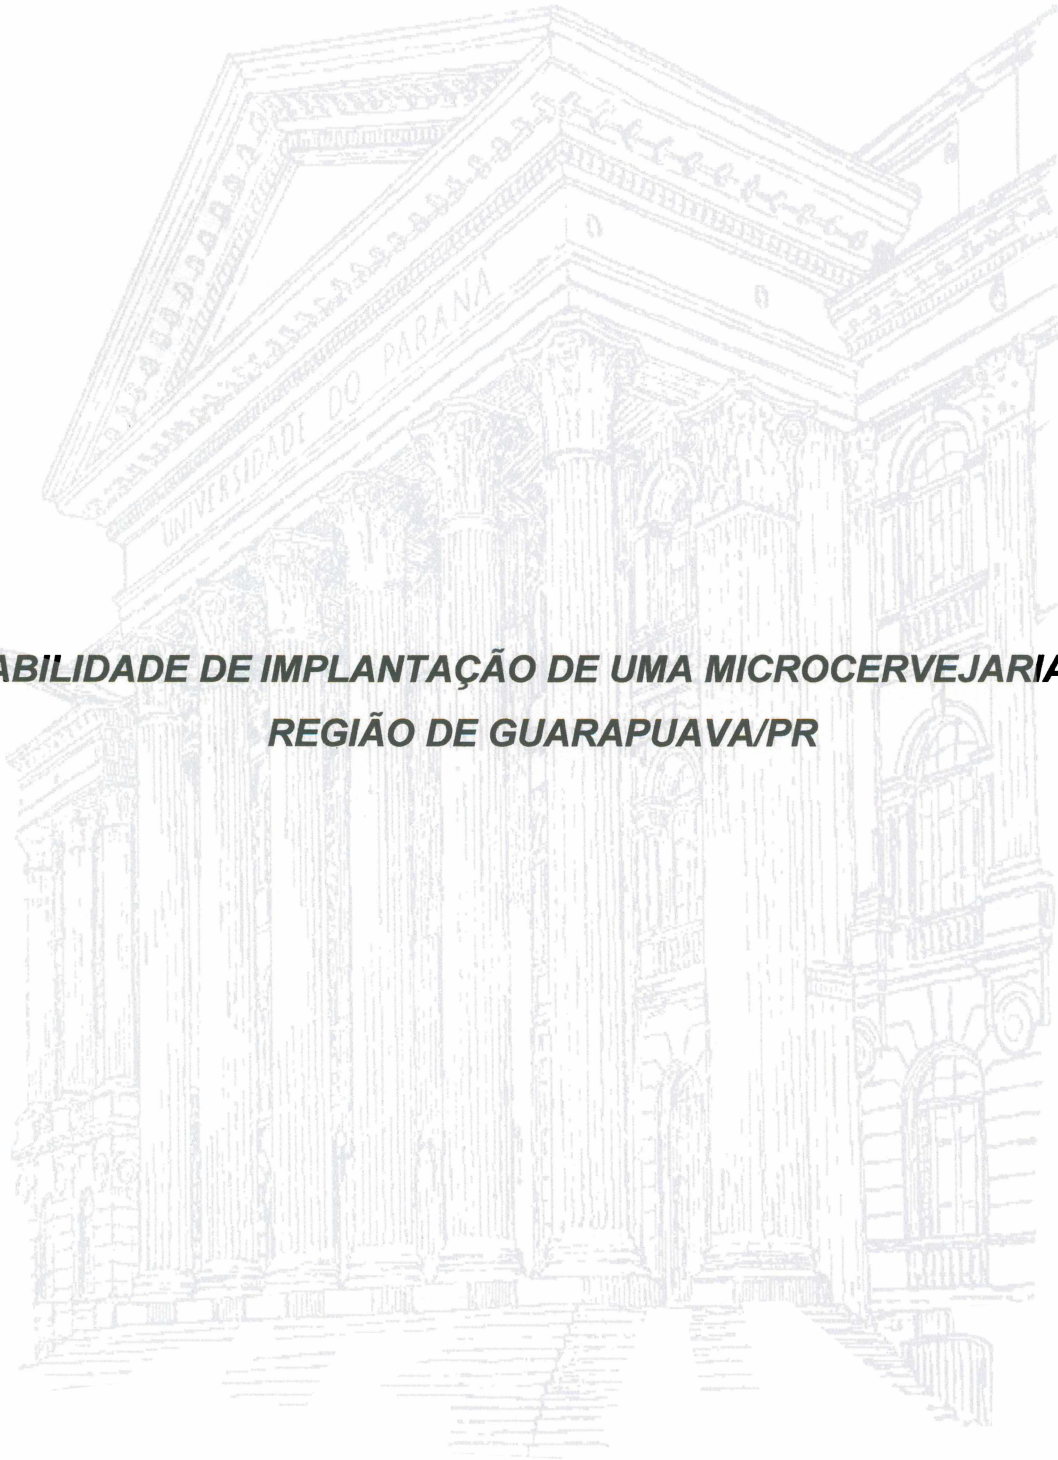 UNIVERSIDADE DO PARANÁ
ABILIDADE DE IMPLANTAÇÃO DE UMA MICROCERVEJARIA
REGIÃO DE GUARAPUAVA/PR